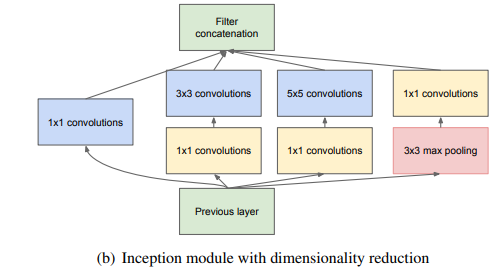 Filter
concatenation
3x3 convolutions
5x5 convolutions
1x1 convolutions
1x1 convolutions
1x1 convolutions
1x1 convolutions
3x3 max pooling
Previous layer
(b) Inception module with dimensionality reduction